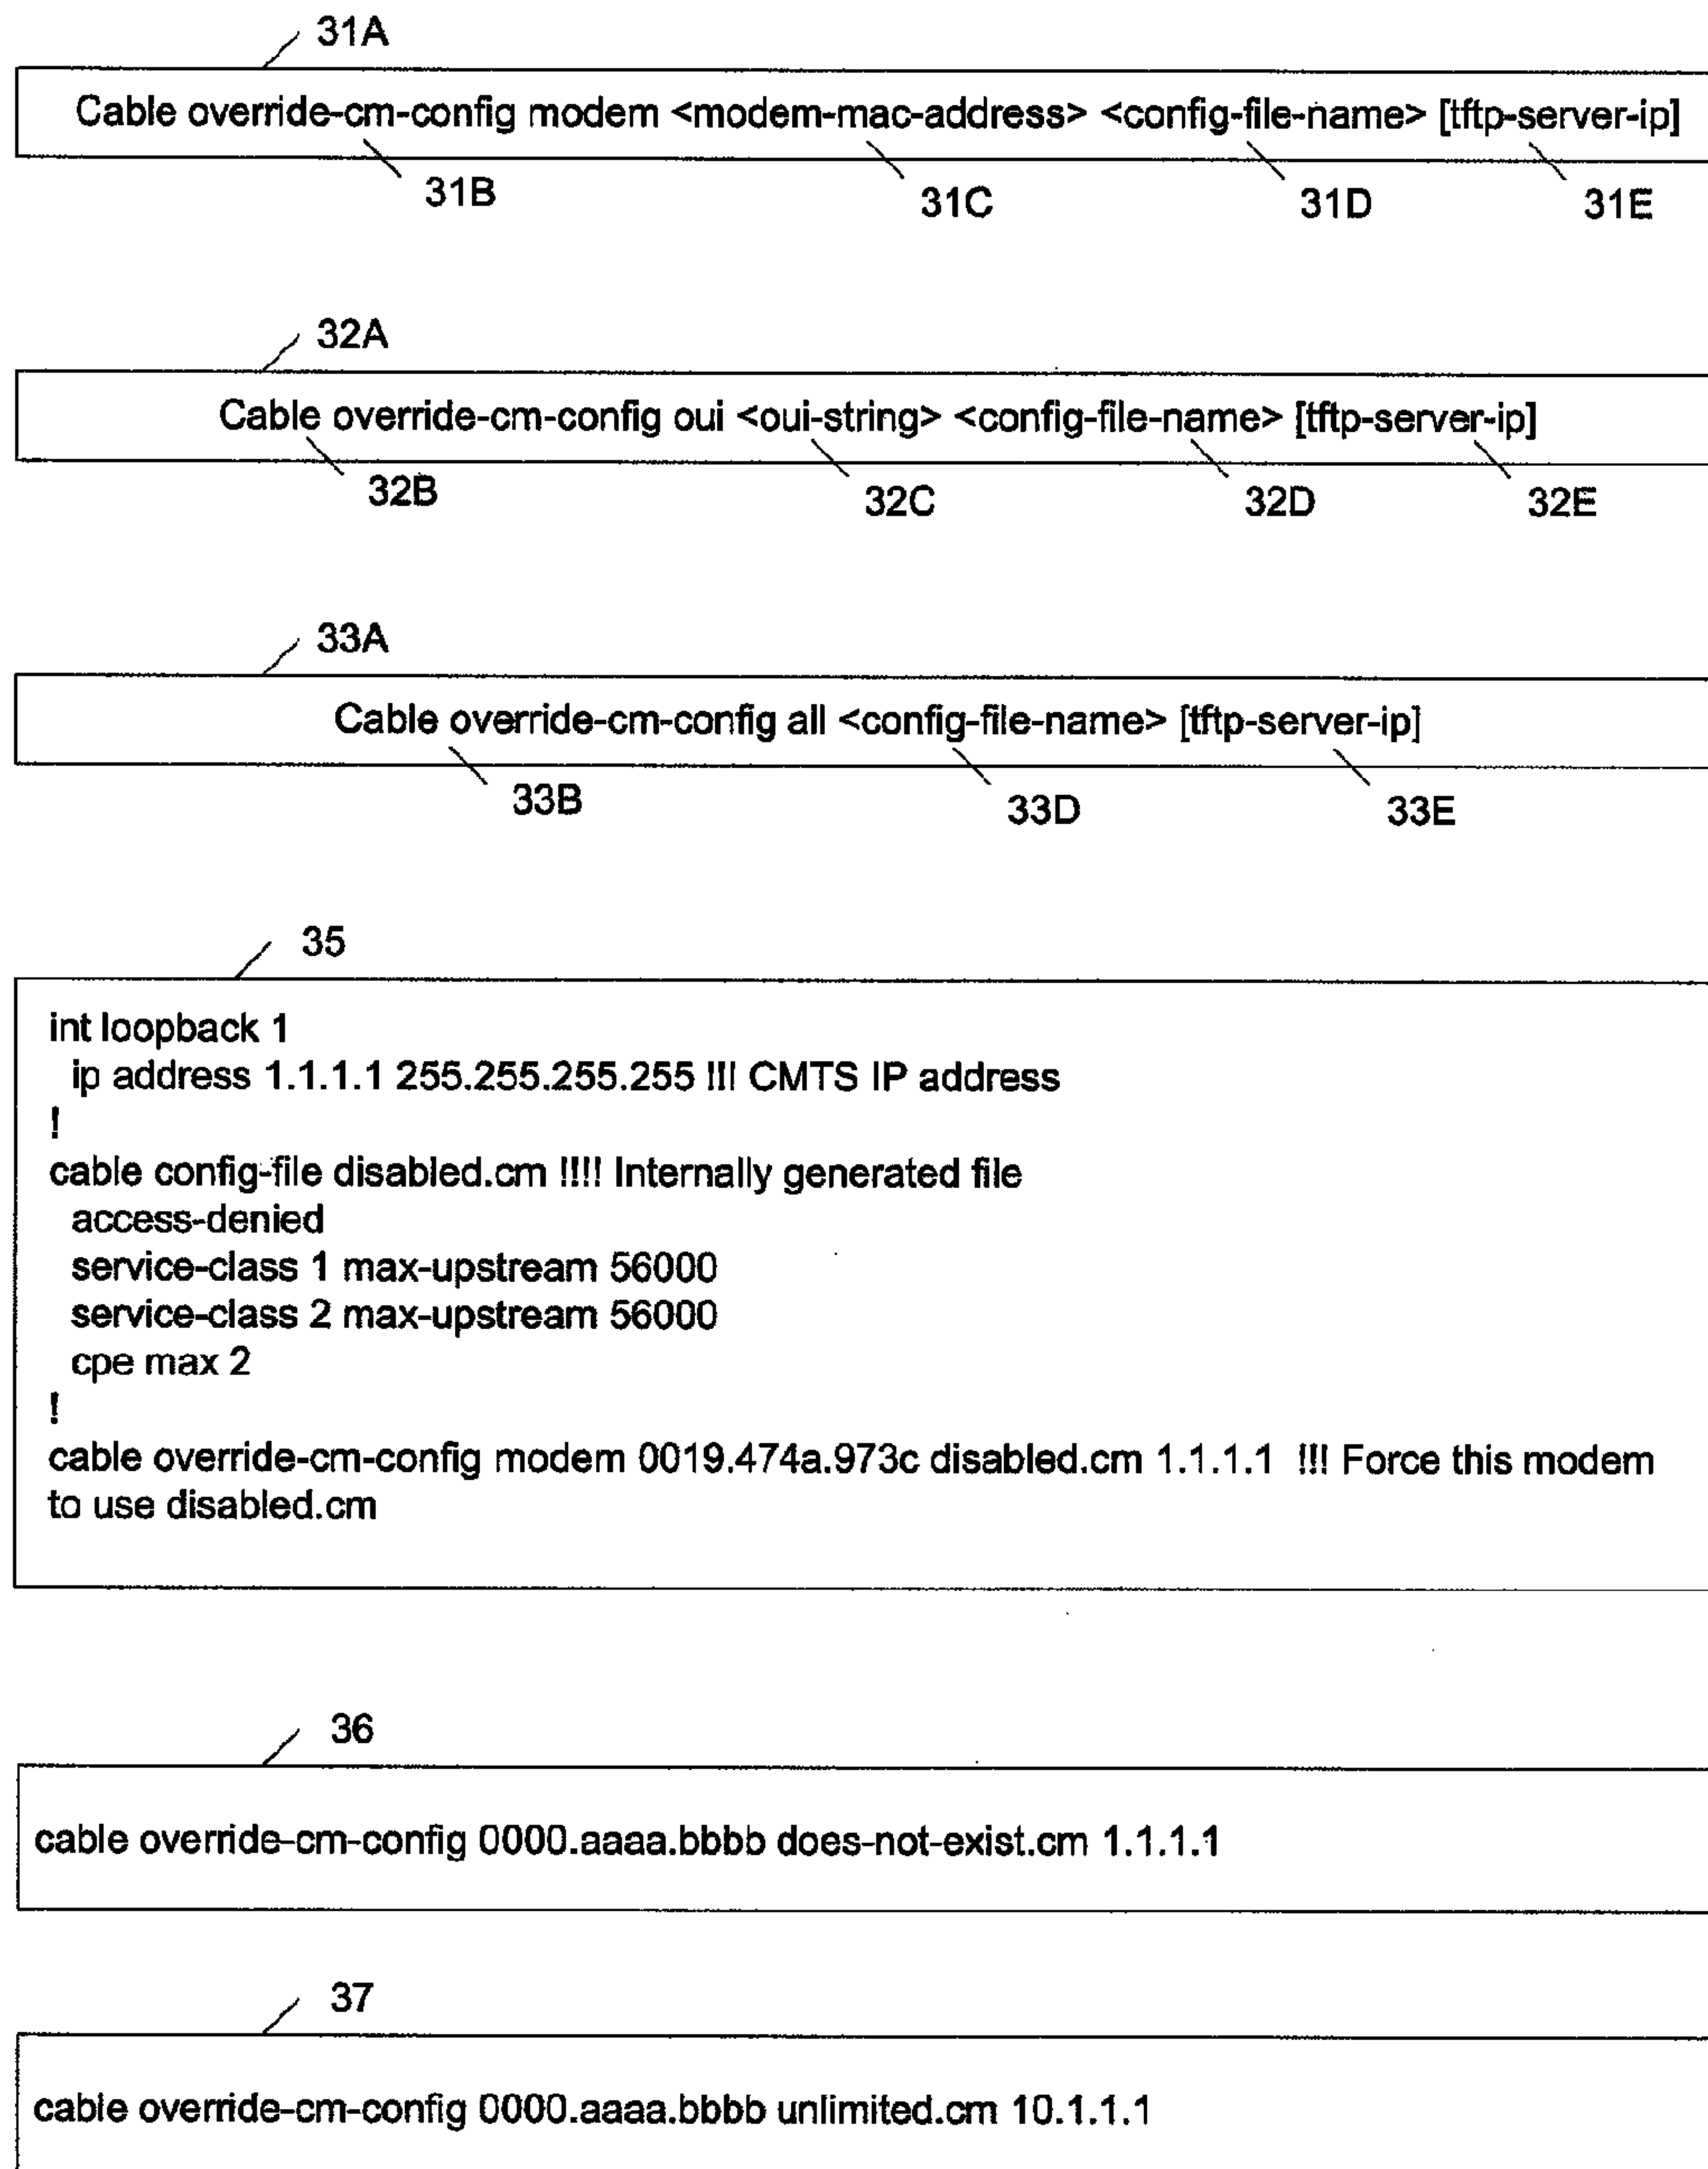 31A
Cable override-cm-config modem <modem-mac-address> <config-file-name> [tftp-server-ip]
31B 31C 31D 31E
32A
Cable override-cm-config oui <oui-string> <config-file-name> [tftp-server-ip]
32B 32C 32D 32E
33A
Cable override-cm-config all <config-file-name> [tftp-server-ip]
33B 33D 33E
35
int loopback 1
ip address 1.1.1.1 255.255.255.255 !!! CMTS IP address
!
cable config-file disabled.cm !!!! Internally generated file
access-denied
service-class 1 max-upstream 56000
service-class 2 max-upstream 56000
cpe max 2
!
cable override-cm-config modem 0019.474a.973c disabled.cm 1.1.1.1 !!! Force this modem
to use disabled.cm
36
cable override-cm-config 0000.aaaa.bbbb does-not-exist.cm 1.1.1.1
37
cable override-cm-config 0000.aaaa.bbbb unlimited.cm 10.1.1.1